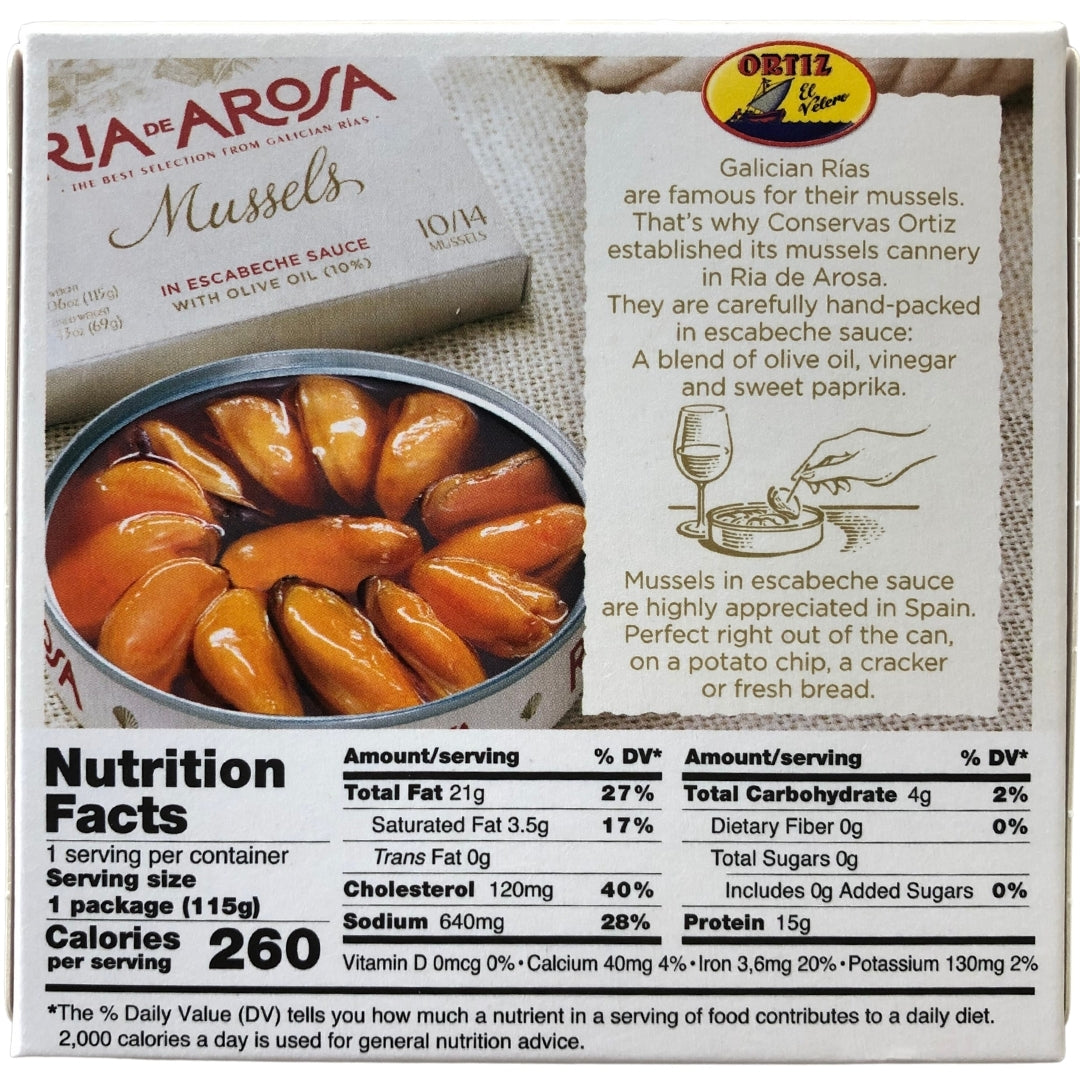 RIA DE AROSA
· THE BEST SELECTION FROM GALICIAN RÍAS ·
Mussels
10/14
MUSSELS
IN ESCABECHE SAUCE
WITH OLIVE OIL (10%)
(115g)
(69g)
ORTIZ
El
Velero
Galician Rías
are famous for their mussels.
That's why Conservas Ortiz
established its mussels cannery
in Ria de Arosa.
They are carefully hand-packed
in escabeche sauce:
A blend of olive oil, vinegar
and sweet paprika.
Mussels in escabeche sauce
are highly appreciated in Spain.
Perfect right out of the can,
on a potato chip, a cracker
or fresh bread.
Nutrition
Facts
1 serving per container
Serving size
1 package (115g)
Calories
per serving
260
Amount/serving % DV*
Total Fat 21g 27%
Saturated Fat 3.5g 17%
Trans Fat 0g
Cholesterol 120mg 40%
Sodium 640mg 28%
Amount/serving % DV*
Total Carbohydrate 4g 2%
Dietary Fiber 0g 0%
Total Sugars 0g
Includes 0g Added Sugars 0%
Protein 15g
Vitamin D 0mcg 0% • Calcium 40mg 4% • Iron 3,6mg 20% • Potassium 130mg 2%
*The % Daily Value (DV) tells you how much a nutrient in a serving of food contributes to a daily diet.
2,000 calories a day is used for general nutrition advice.